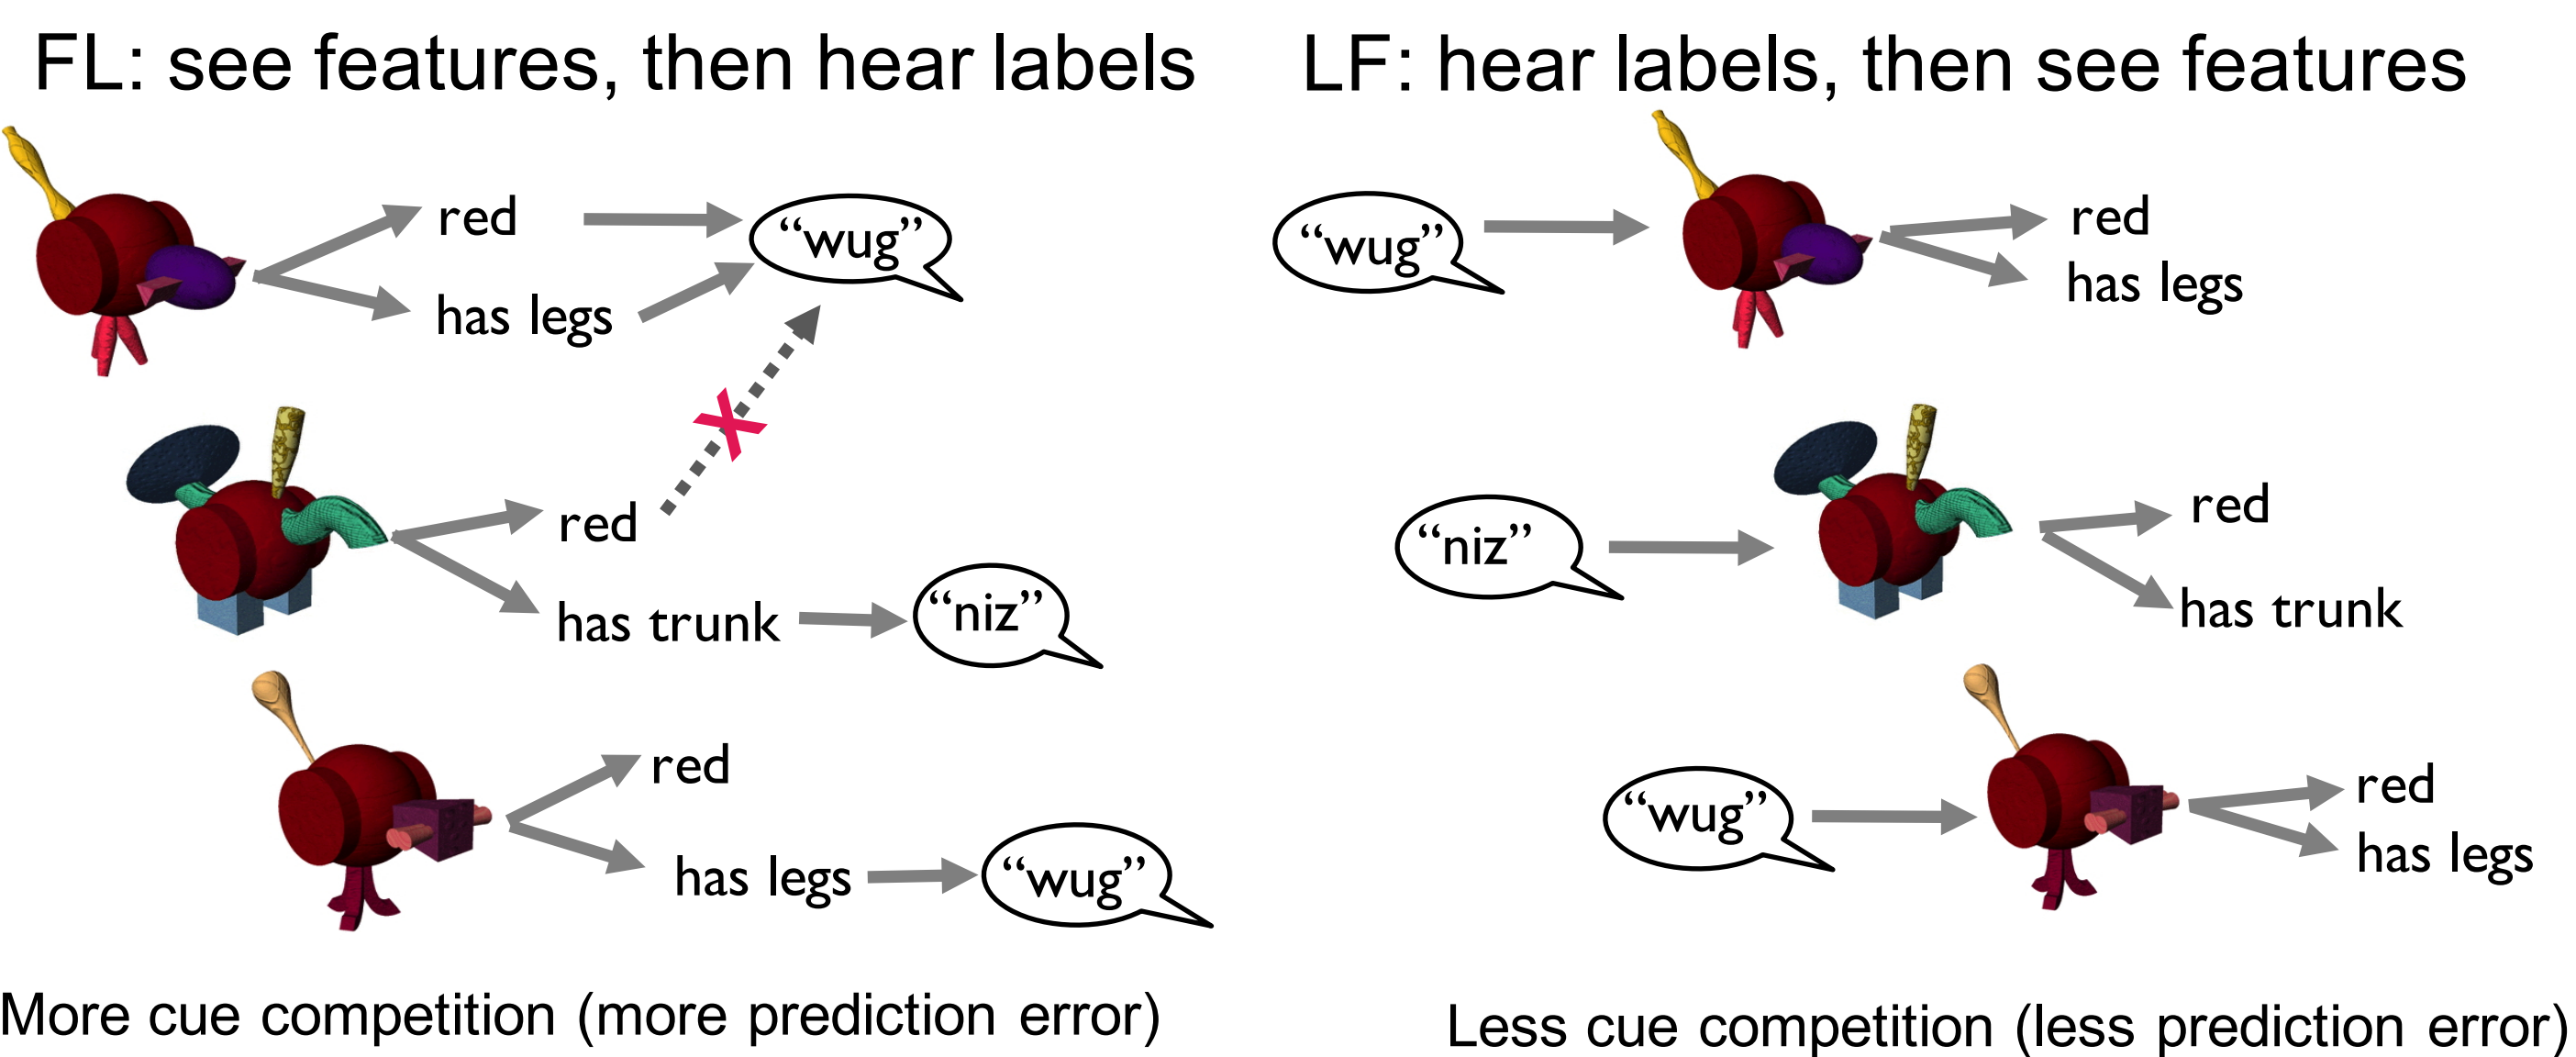 FL: see features, then hear labels
red
“wug”
has legs
red
has trunk
“niz”
red
has legs
“wug”
More cue competition (more prediction error)
LF: hear labels, then see features
“wug”
red
has legs
“niz”
red
has trunk
“wug”
red
has legs
Less cue competition (less prediction error)